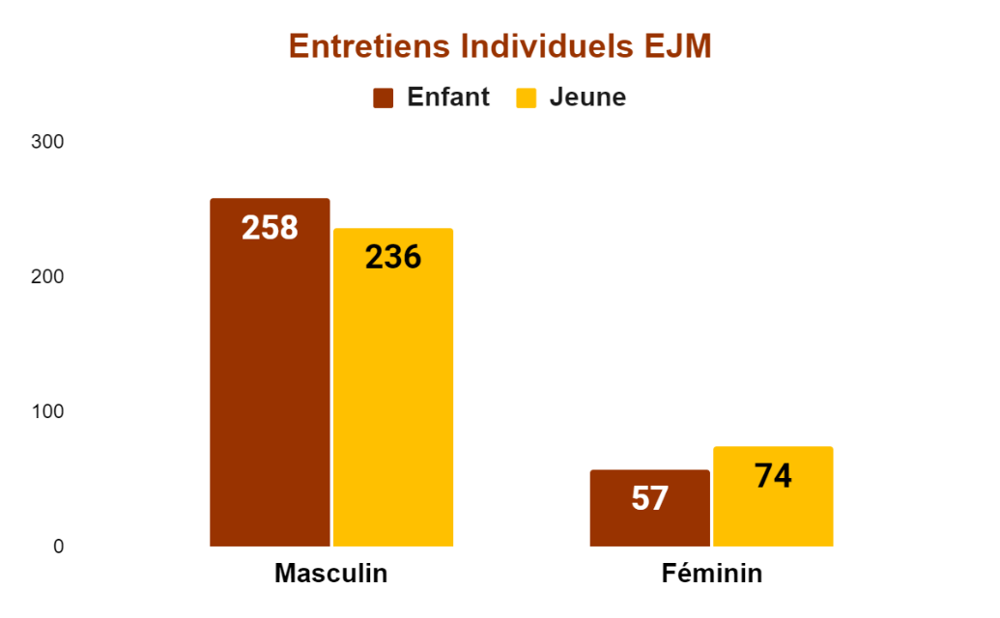 Entretiens Individuels EJM
Enfant Jeune
300
258
236
200
100
74
57
0
Masculin Féminin